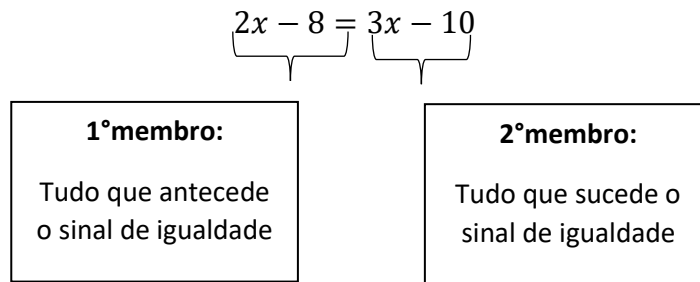 2x − 8 = 3x − 10
1°membro:
Tudo que antecede
o sinal de igualdade
2°membro:
Tudo que sucede o
sinal de igualdade